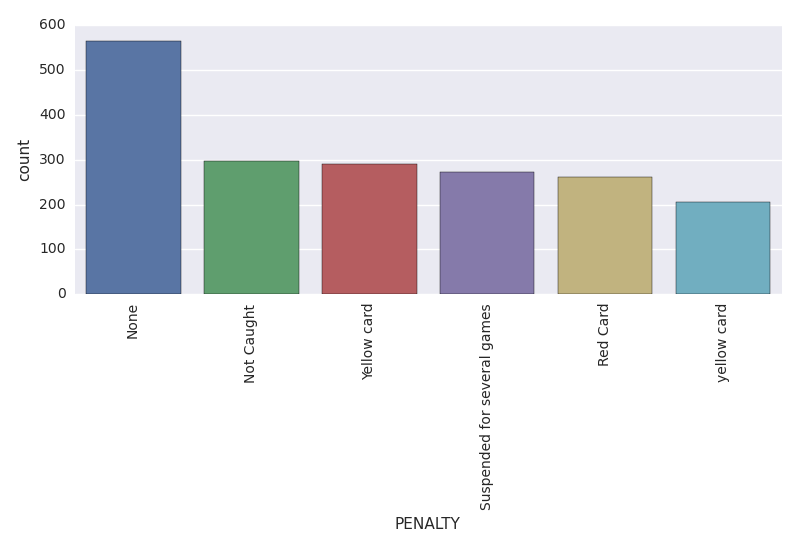 600
500
400
300
200
100
0
count
None
Not Caught
Yellow card
Suspended for several games
Red Card
yellow card
PENALTY